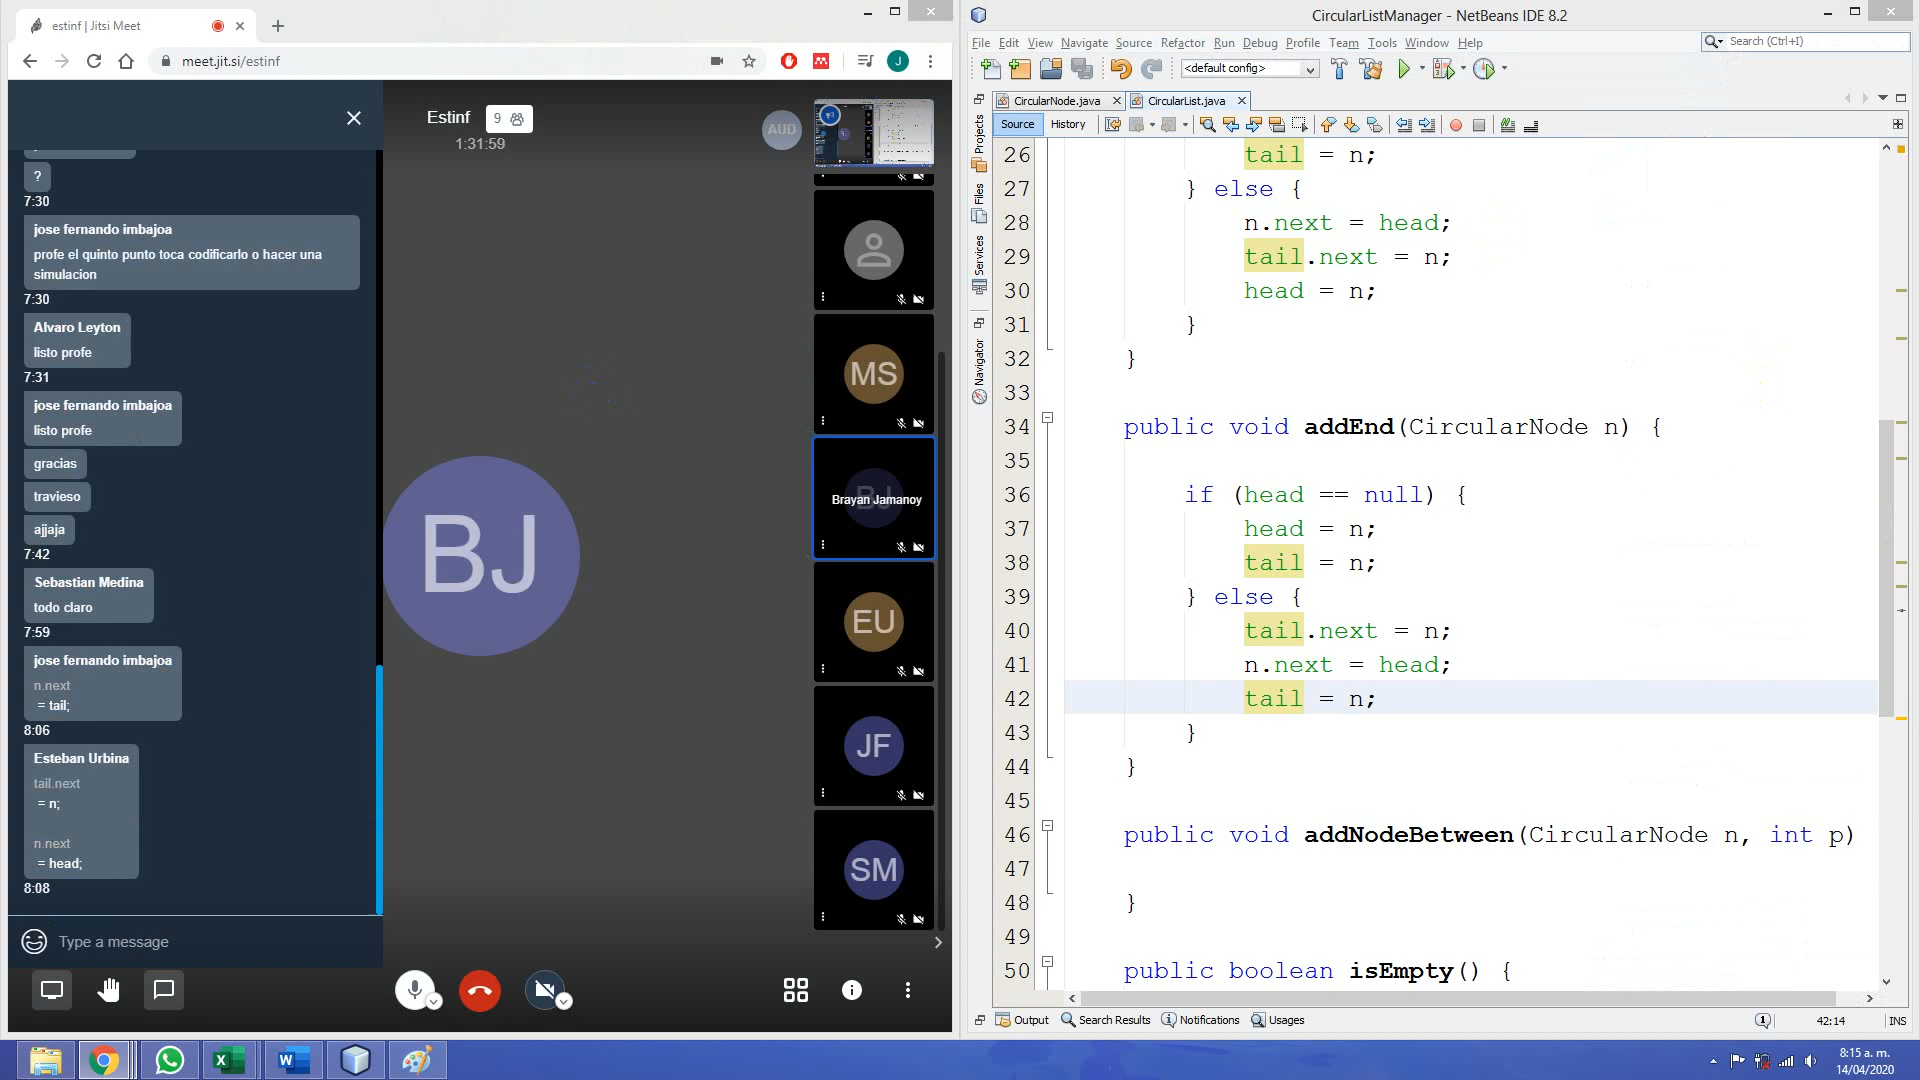 estinf | Jitsi Meet
meet.jit.si/estinf
J
?
7:30
jose fernando imbajoa
profe el quinto punto toca codificarlo o hacer una
simulacion
7:30
Alvaro Leyton
listo profe
7:31
jose fernando imbajoa
listo profe
gracias
travieso
ajjaja
7:42
Sebastian Medina
todo claro
7:59
jose fernando imbajoa
n.next
= tail;
8:06
Esteban Urbina
tail.next
= n;
n.next
= head;
8:08
Type a message
Estinf
9
1:31:59
AUD
BJ
MS
Brayan Jamanoy
EU
JF
SM
CircularListManager - NetBeans IDE 8.2
File Edit View Navigate Source Refactor Run Debug Profile Team Tools Window Help
Search (Ctrl+I)
<default config>
CircularNode.java
CircularList.java
Source History
Projects
Files
Services
Navigator
26 tail = n;
27 } else {
28 n.next = head;
29 tail.next = n;
30 head = n;
31 }
32 }
33
34 public void addEnd(CircularNode n) {
35
36 if (head == null) {
37 head = n;
38 tail = n;
39 } else {
40 tail.next = n;
41 n.next = head;
42 tail = n;
43 }
44 }
45
46 public void addNodeBetween(CircularNode n, int p)
47
48 }
49
50 public boolean isEmpty() {
Output Search Results Notifications Usages
42:14 INS
8:15 a. m.
14/04/2020